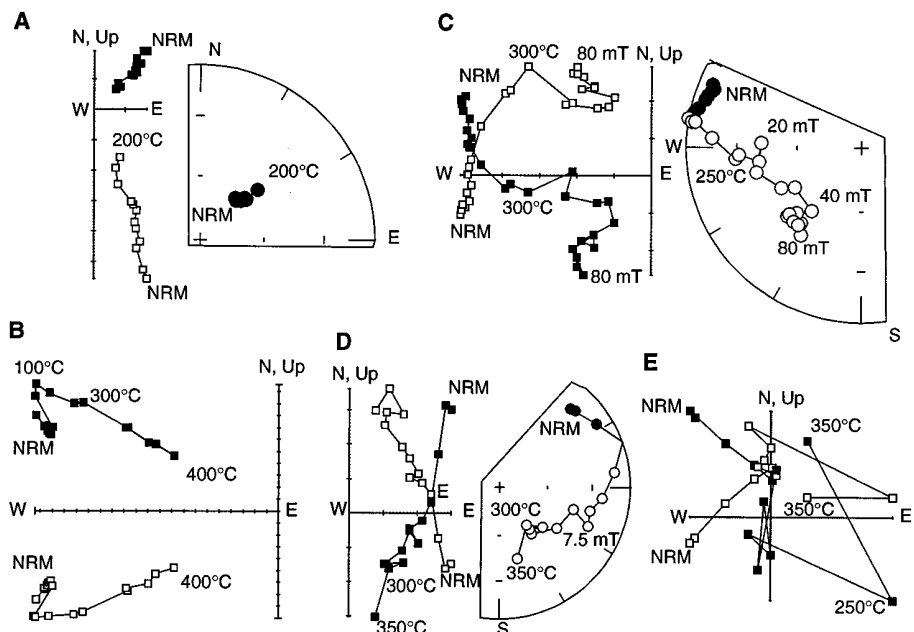 A
N, Up
NRM
W
E
200°C
NRM
N
200°C
NRM
E
C
N, Up
300°C
80 mT
NRM
W
E
300°C
NRM
80 mT
NRM
20 mT
W
250°C
40 mT
80 mT
S
B
100°C
N, Up
300°C
NRM
400°C
W
E
NRM
400°C
D
N, Up
NRM
W
E
300°C
NRM
350°C
NRM
300°C
7.5 mT
350°C
S
E
N, Up
NRM
350°C
350°C
W
E
NRM
250°C